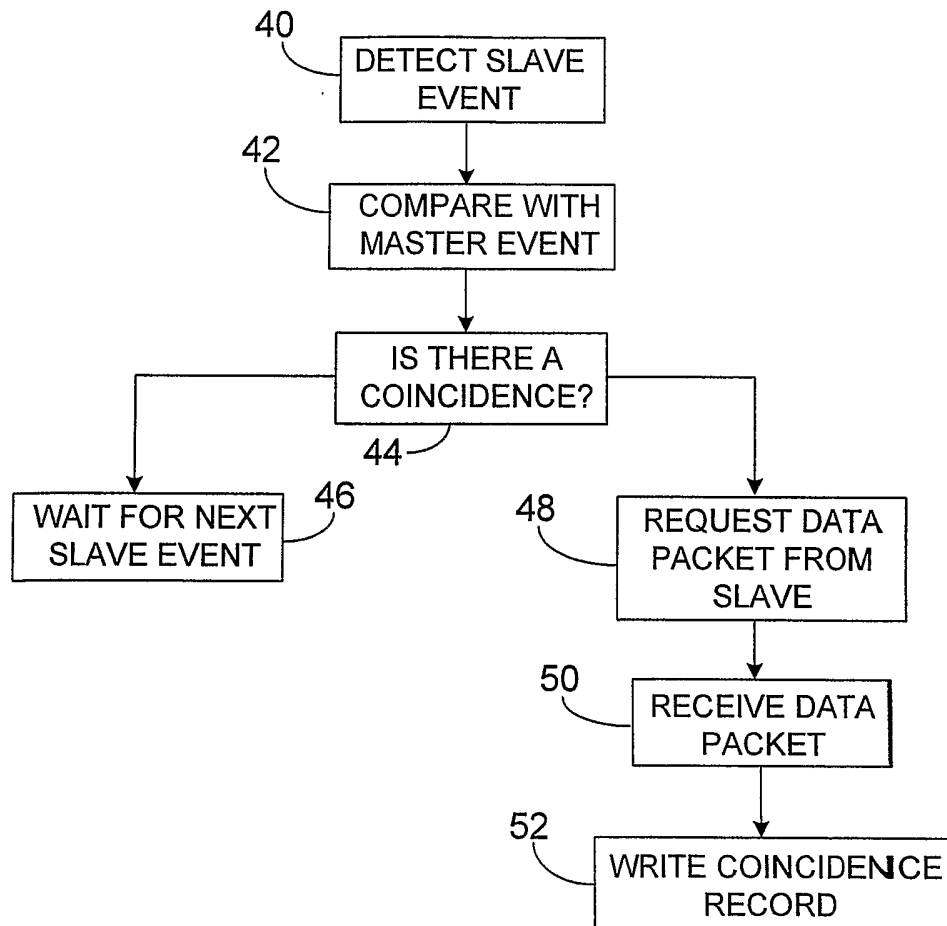 40
DETECT SLAVE
EVENT
42
COMPARE WITH
MASTER EVENT
IS THERE A
COINCIDENCE?
44
WAIT FOR NEXT
SLAVE EVENT
46
48
REQUEST DATA
PACKET FROM
SLAVE
50
RECEIVE DATA
PACKET
52
WRITE COINCIDENCE
RECORD